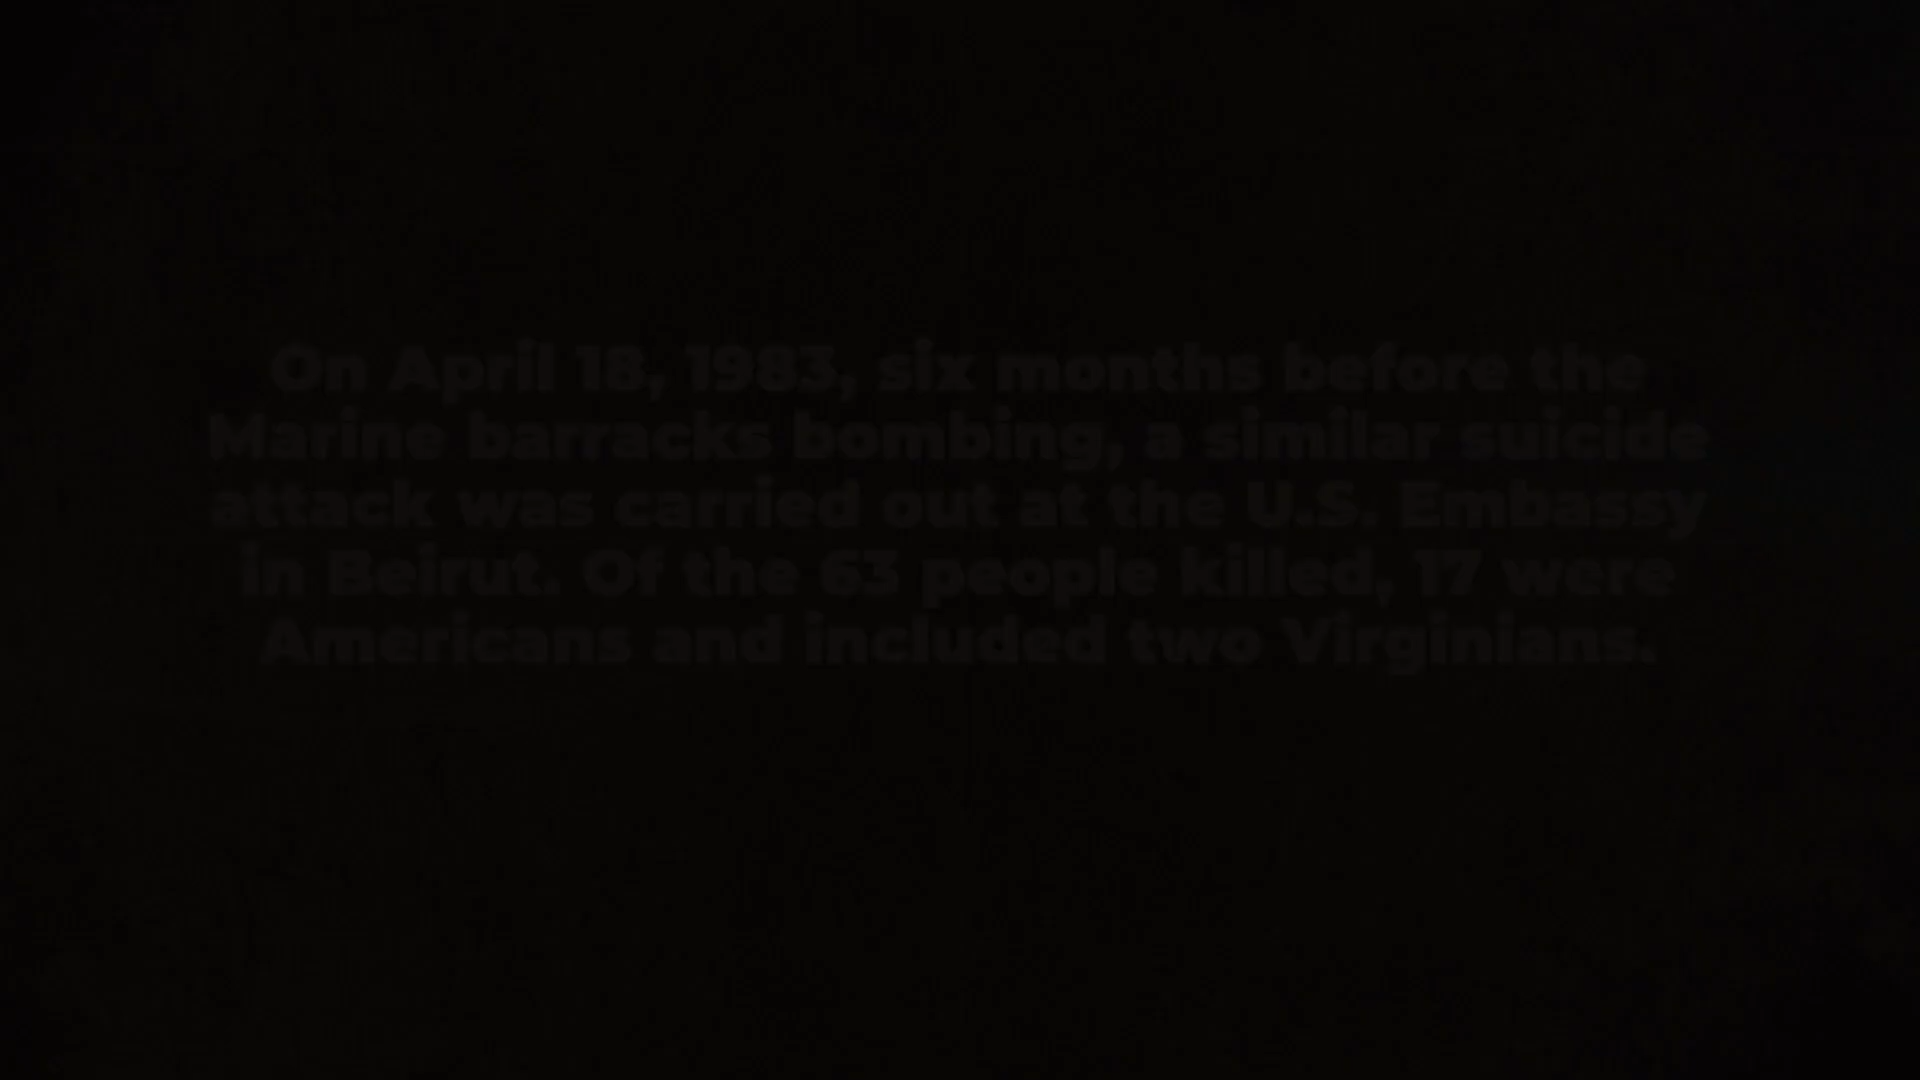 On April 18, 1983, six months before the
Marine barracks bombing, a similar suicide
attack was carried out at the U.S. Embassy
in Beirut. Of the 63 people killed, 17 were
Americans and included two Virginians.